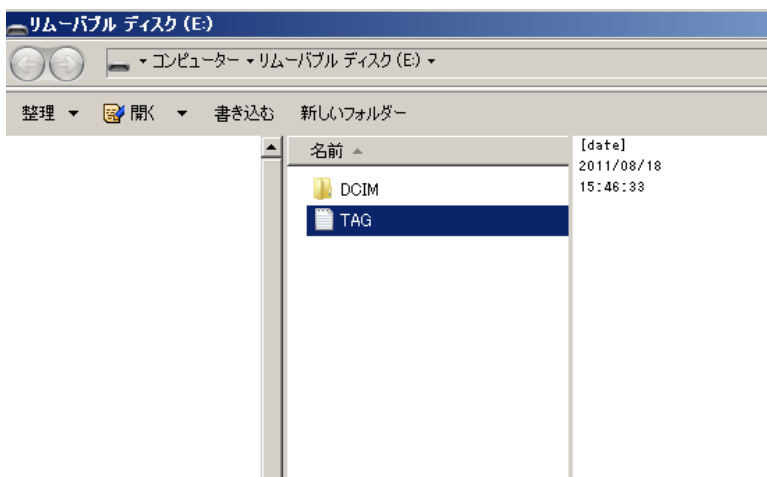 リムーバブル ディスク (E:)
コンピューター リムーバブル ディスク (E:)
整理 開く 書き込む 新しいフォルダー
名前
DCIM
TAG
[date]
2011/08/18
15:46:33